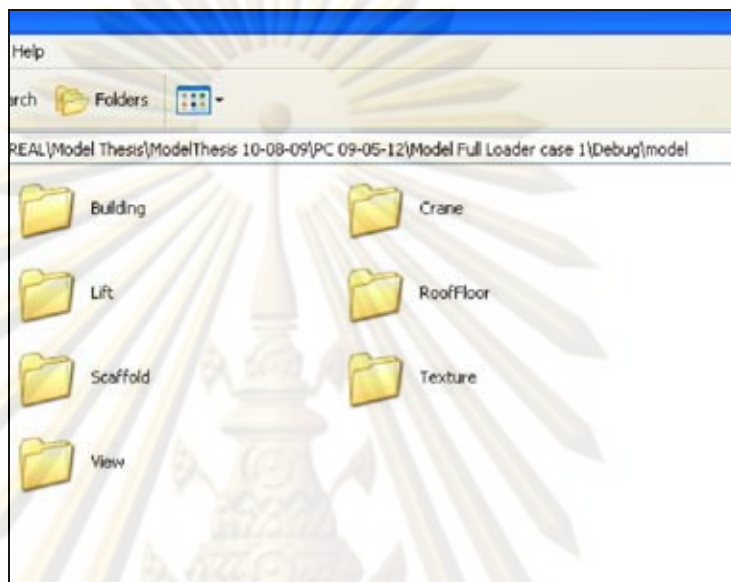 Help
arch Folders
REAL\Model Thesis\ModelThesis 10-08-09\PC 09-05-12\Model Full Loader case 1\Debug\model
Building Crane
Lift RoofFloor
Scaffold Texture
View